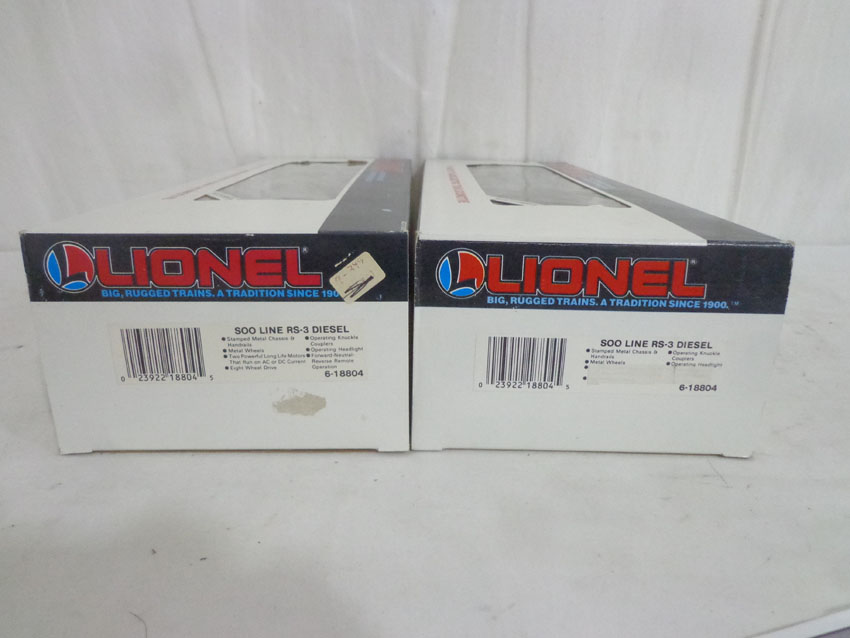 LIONEL
BIG, RUGGED TRAINS. A TRADITION SINCE 190
SOO LINE RS-3 DIESEL
• Stamped Metal Chassis & Handrails
• Metal Wheels
• Two Powerful Long Life Motors That Run on AC or DC Current
• Eight Wheel Drive
• Operating Knuckle Couplers
• Operating Headlight
• Forward-Neutral-Reverse Remote Operation
6-18804
0 23922 18804 5
LIONEL
BIG, RUGGED TRAINS. A TRADITION SINCE 1900.™
SOO LINE RS-3 DIESEL
• Stamped Metal Chassis & Handrails
• Metal Wheels
• Operating Knuckle Couplers
• Operating Headlight
6-18804
0 23922 18804 5